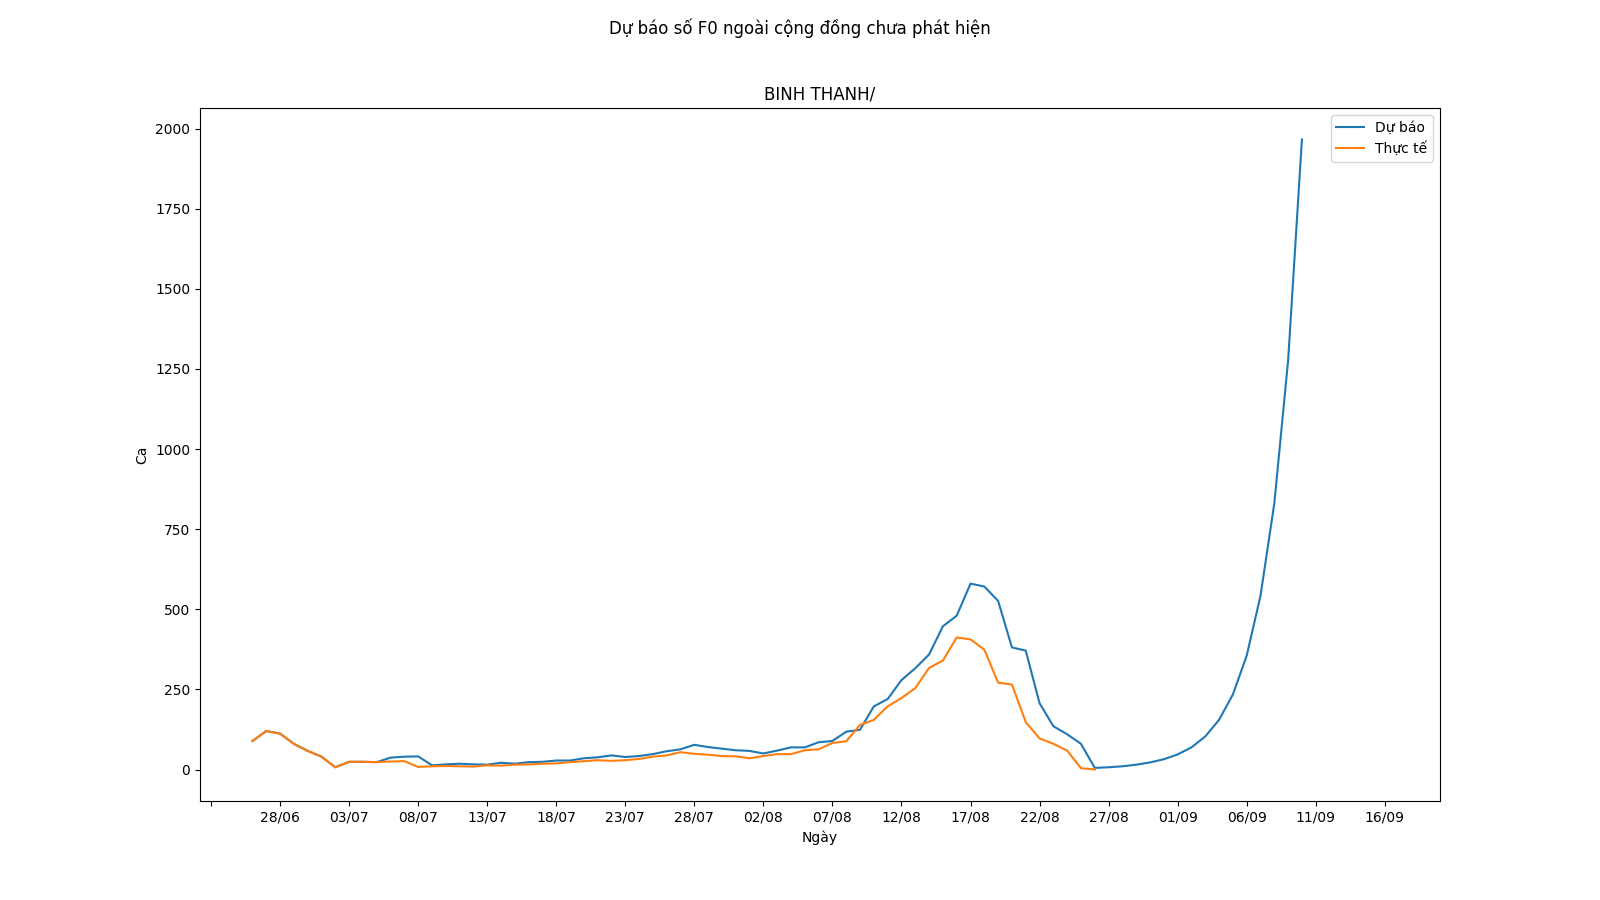 Dự báo số F0 ngoài cộng đồng chưa phát hiện
BINH THANH/
Dự báo
Thực tế
2000
1750
1500
1250
1000
750
500
250
0
Ca
28/06 03/07 08/07 13/07 18/07 23/07 28/07 02/08 07/08 12/08 17/08 22/08 27/08 01/09 06/09 11/09 16/09
Ngày